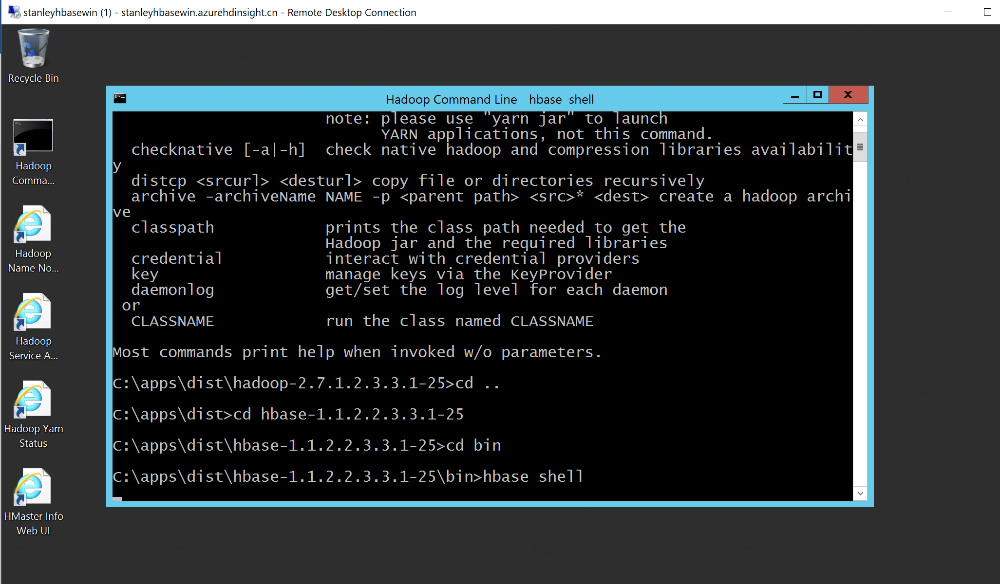 stanleyhbasewin (1) - stanleyhbasewin.azurehdinsight.cn - Remote Desktop Connection
Recycle Bin
Hadoop
Comma...
Hadoop
Name No...
Hadoop
Service A...
Hadoop Yarn
Status
HMaster Info
Web UI
Hadoop Command Line - hbase  shell
note: please use "yarn jar" to launch
YARN applications, not this command.
checknative [-a|-h]  check native hadoop and compression libraries availabilit
y
distcp <srcurl> <desturl> copy file or directories recursively
archive -archiveName NAME -p <parent path> <src>* <dest> create a hadoop archi
ve
classpath            prints the class path needed to get the
Hadoop jar and the required libraries
credential           interact with credential providers
key                  manage keys via the KeyProvider
daemonlog            get/set the log level for each daemon
or
CLASSNAME            run the class named CLASSNAME
Most commands print help when invoked w/o parameters.
C:\apps\dist\hadoop-2.7.1.2.3.3.1-25>cd ..
C:\apps\dist>cd hbase-1.1.2.2.3.3.1-25
C:\apps\dist\hbase-1.1.2.2.3.3.1-25>cd bin
C:\apps\dist\hbase-1.1.2.2.3.3.1-25\bin>hbase shell